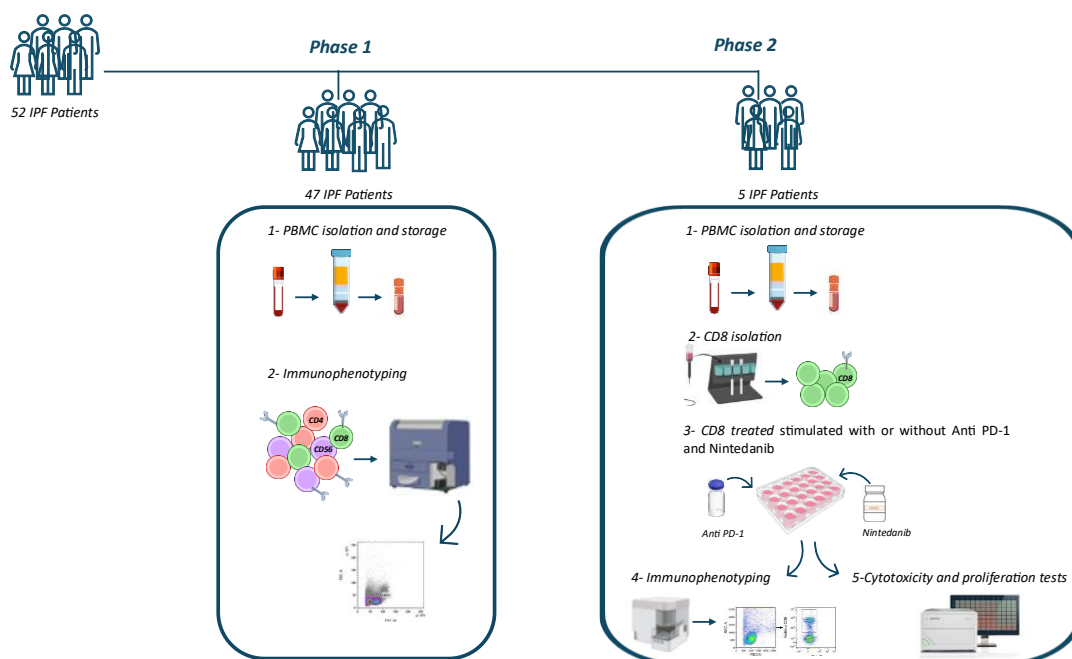 Phase 1
Phase 2
52 IPF Patients
47 IPF Patients
5 IPF Patients
1- PBMC isolation and storage
2- Immunophenotyping
CD4
CD8
CD56
1- PBMC isolation and storage
2- CD8 isolation
CD8
3- CD8 treated stimulated with or without Anti PD-1
and Nintedanib
Anti PD-1
Nintedanib
4- Immunophenotyping
5-Cytotoxicity and proliferation tests